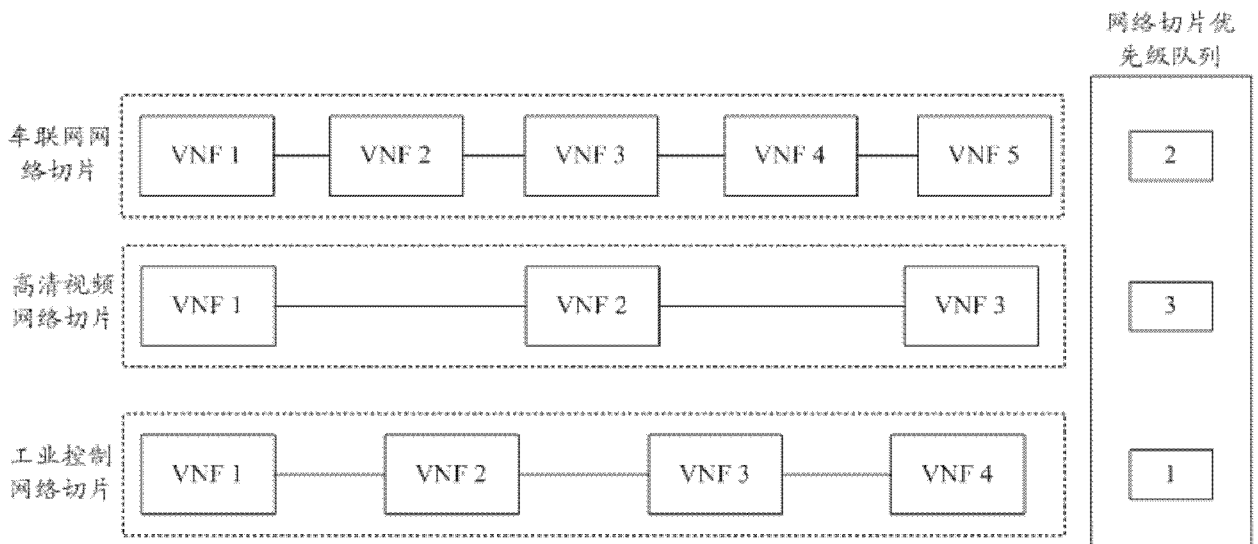 网络切片优
先级队列
车联网网
络切片
VNF 1
VNF 2
VNF 3
VNF 4
VNF 5
2
高清视频
网络切片
VNF 1
VNF 2
VNF 3
3
工业控制
网络切片
VNF 1
VNF 2
VNF 3
VNF 4
1